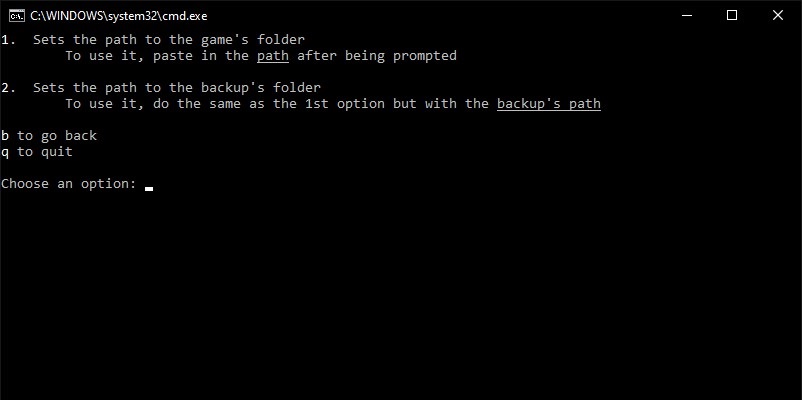 C:\WINDOWS\system32\cmd.exe
1. Sets the path to the game's folder
To use it, paste in the path after being prompted
2. Sets the path to the backup's folder
To use it, do the same as the 1st option but with the backup's path
b to go back
q to quit
Choose an option: